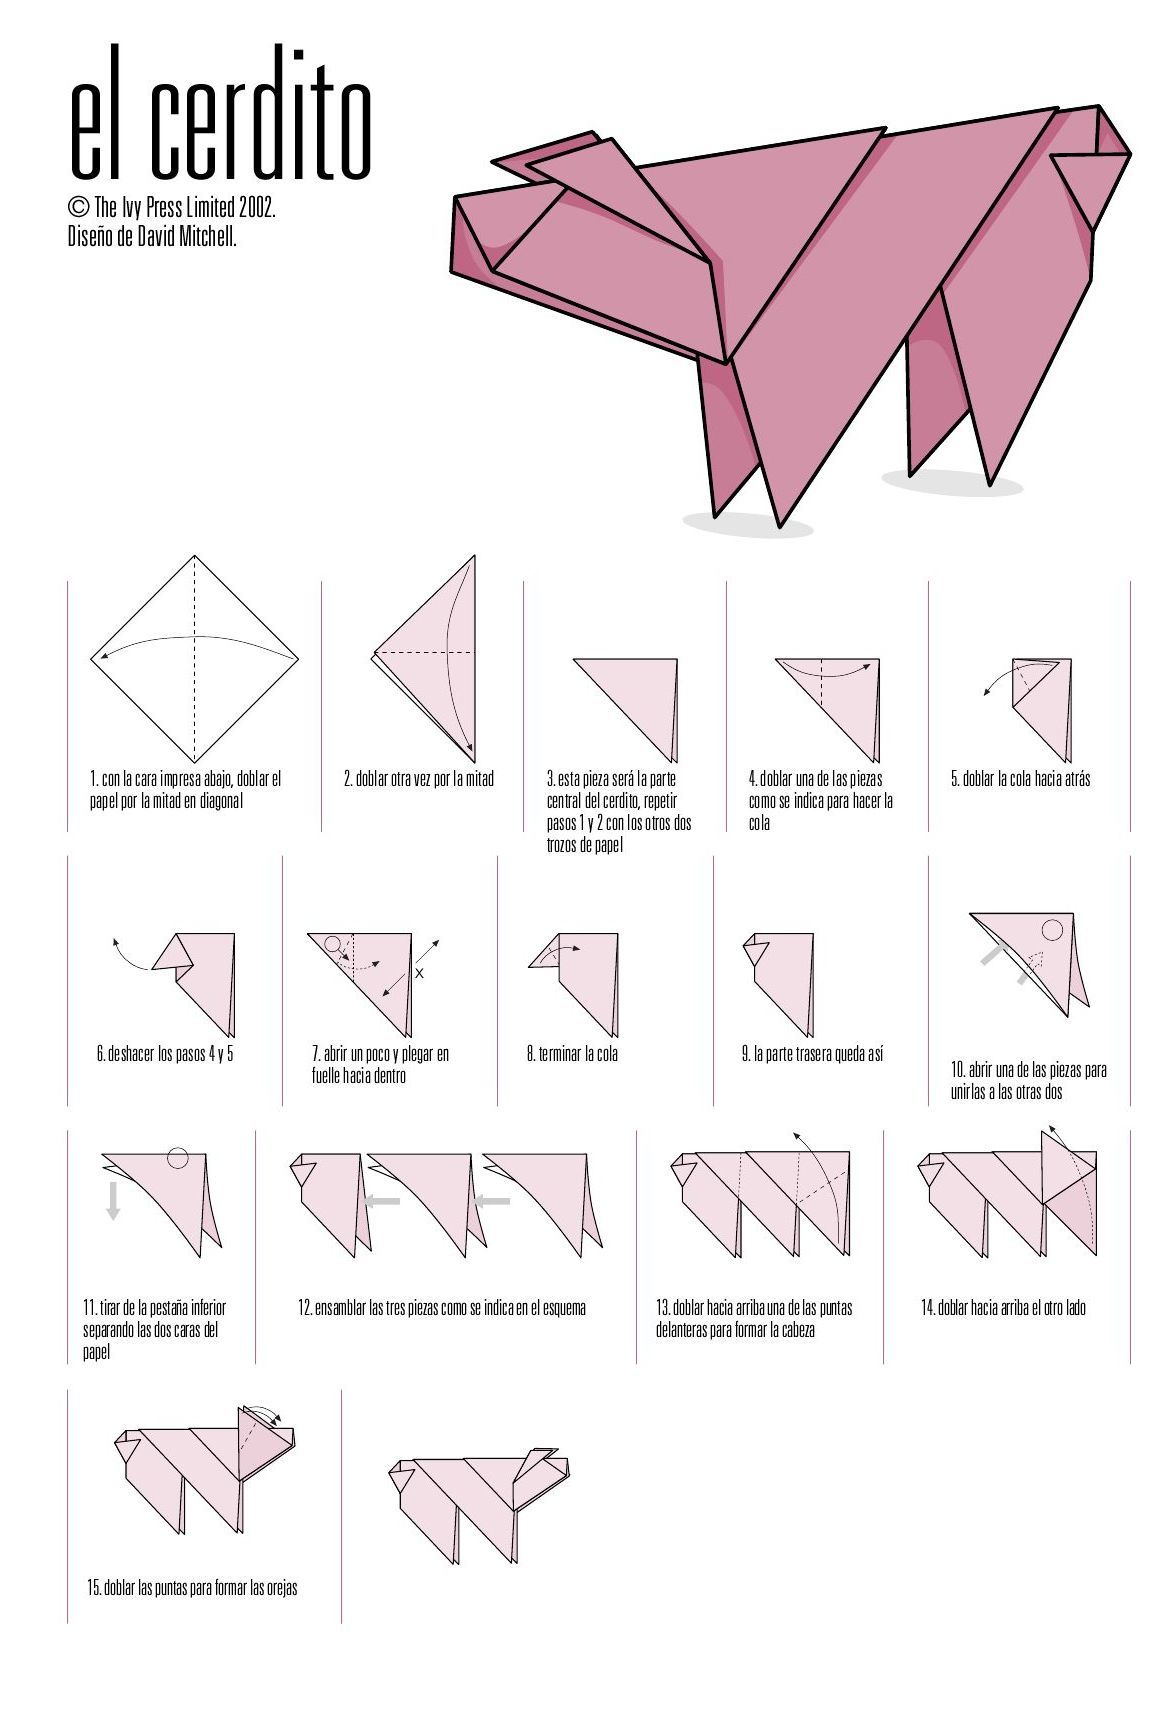 el cerdito
© The Ivy Press Limited 2002.
Diseño de David Mitchell.
1. con la cara impresa abajo, doblar el
papel por la mitad en diagonal
2. doblar otra vez por la mitad
3. esta pieza será la parte
central del cerdito, repetir
pasos 1 y 2 con los otros dos
trozos de papel
4. doblar una de las piezas
como se indica para hacer la
cola
5. doblar la cola hacia atrás
6. deshacer los pasos 4 y 5
X
7. abrir un poco y plegar en
fuelle hacia dentro
8. terminar la cola
9. la parte trasera queda así
10. abrir una de las piezas para
unirlas a las otras dos
11. tirar de la pestaña inferior
separando las dos caras del
papel
12. ensamblar las tres piezas como se indica en el esquema
13. doblar hacia arriba una de las puntas
delanteras para formar la cabeza
14. doblar hacia arriba el otro lado
15. doblar las puntas para formar las orejas